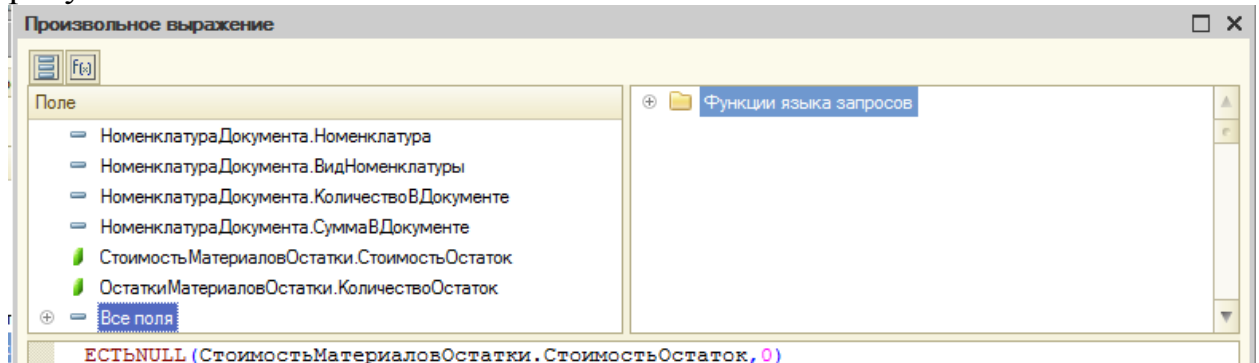 Произвольное выражение
Поле
НоменклатураДокумента.Номенклатура
НоменклатураДокумента.ВидНоменклатуры
НоменклатураДокумента.КоличествоВДокументе
НоменклатураДокумента.СуммаВДокументе
СтоимостьМатериаловОстатки.СтоимостьОстаток
ОстаткиМатериаловОстатки.КоличествоОстаток
Все поля
Функции языка запросов
ЕСТЬNULL(СтоимостьМатериаловОстатки.СтоимостьОстаток,0)